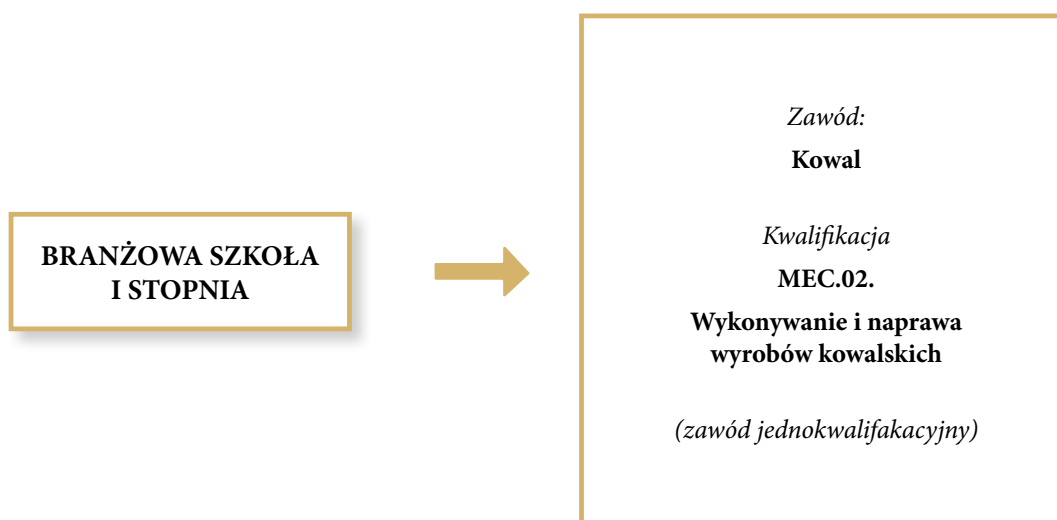 BRANŻOWA SZKOŁA
I STOPNIA
Zawód:
Kowal
Kwalifikacja
MEC.02.
Wykonywanie i naprawa
wyrobów kowalskich
(zawód jednokwalifakacyjny)